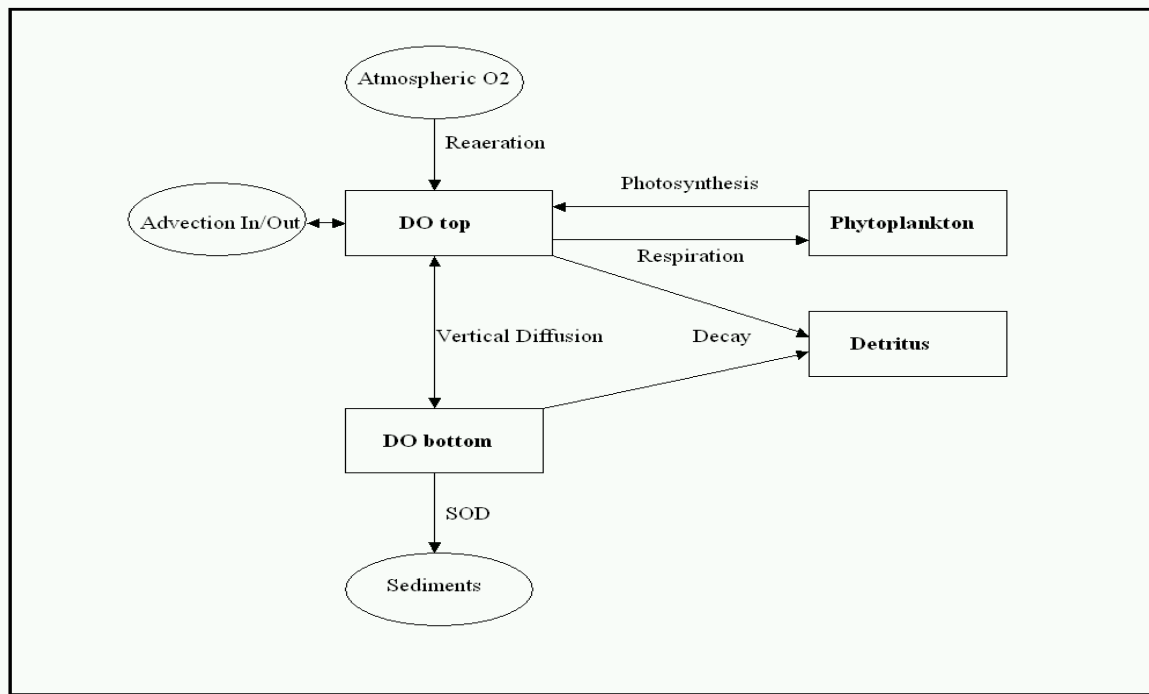 Atmospheric O2
Reaeration
Photosynthesis
Advection In/Out
DO top
Phytoplankton
Respiration
Vertical Diffusion
Decay
Detritus
DO bottom
SOD
Sediments